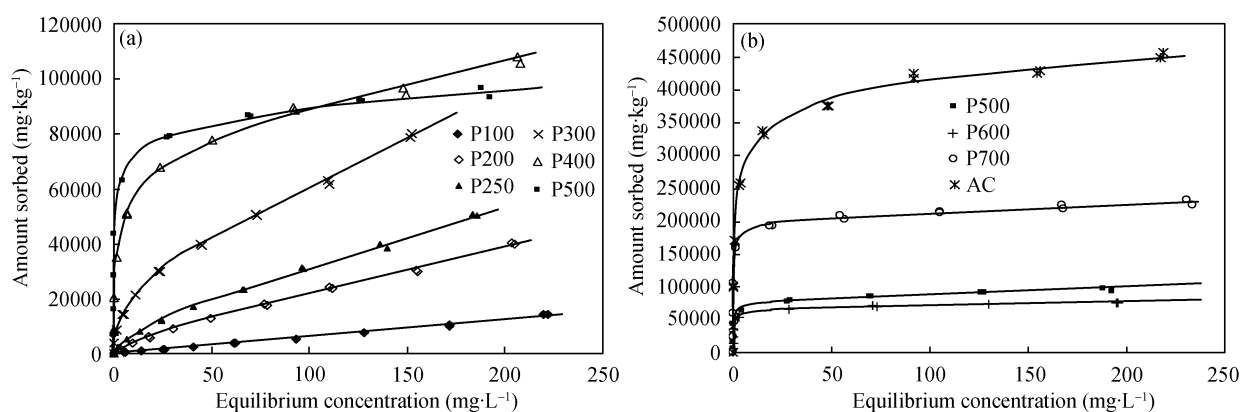 (a)
120000
100000
80000
60000
40000
20000
0
0 50 100 150 200 250
Amount sorbed (mg·kg⁻¹)
Equilibrium concentration (mg·L⁻¹)
P100 P300
P200 P400
P250 P500
(b)
500000
450000
400000
350000
300000
250000
200000
150000
100000
50000
0
0 50 100 150 200 250
Amount sorbed (mg·kg⁻¹)
Equilibrium concentration (mg·L⁻¹)
P500
P600
P700
AC